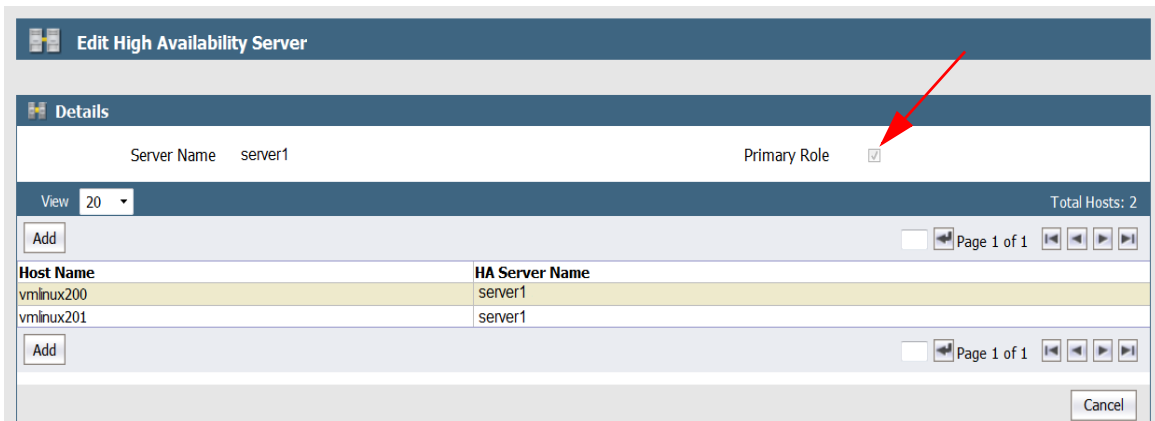 Edit High Availability Server
Details
Server Name server1 Primary Role
View 20 Total Hosts: 2
Add Page 1 of 1
Host Name HA Server Name
vmlinux200 server1
vmlinux201 server1
Add Page 1 of 1
Cancel